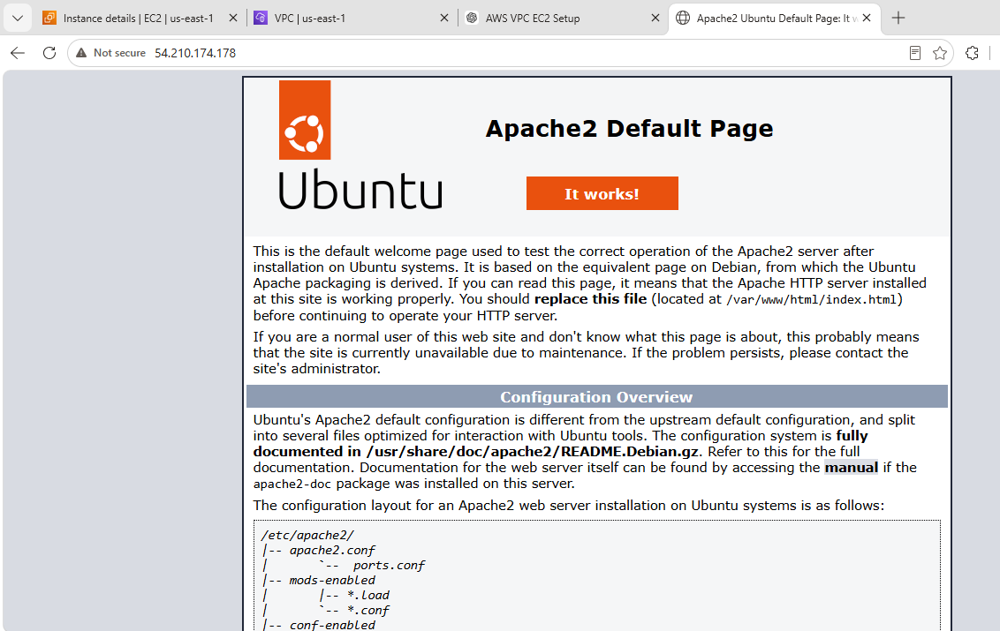 Instance details | EC2 | us-east-1
VPC | us-east-1
AWS VPC EC2 Setup
Apache2 Ubuntu Default Page: It w
Not secure 54.210.174.178
Apache2 Default Page
Ubuntu
It works!
This is the default welcome page used to test the correct operation of the Apache2 server after
installation on Ubuntu systems. It is based on the equivalent page on Debian, from which the Ubuntu
Apache packaging is derived. If you can read this page, it means that the Apache HTTP server installed
at this site is working properly. You should replace this file (located at /var/www/html/index.html)
before continuing to operate your HTTP server.
If you are a normal user of this web site and don't know what this page is about, this probably means
that the site is currently unavailable due to maintenance. If the problem persists, please contact the
site's administrator.
Configuration Overview
Ubuntu's Apache2 default configuration is different from the upstream default configuration, and split
into several files optimized for interaction with Ubuntu tools. The configuration system is fully
documented in /usr/share/doc/apache2/README.Debian.gz. Refer to this for the full
documentation. Documentation for the web server itself can be found by accessing the manual if the
apache2-doc package was installed on this server.
The configuration layout for an Apache2 web server installation on Ubuntu systems is as follows:
/etc/apache2/
|-- apache2.conf
|       `--  ports.conf
|-- mods-enabled
|       |-- *.load
|       `-- *.conf
|-- conf-enabled